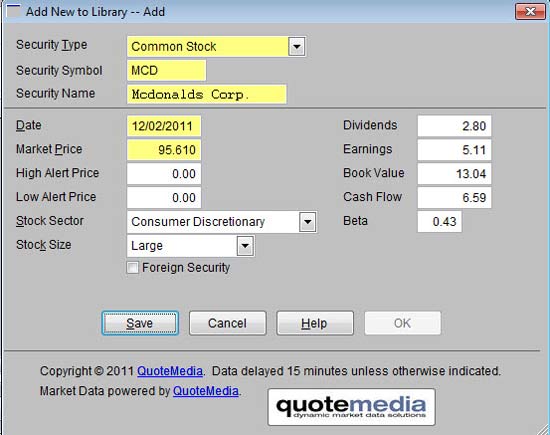 Add New to Library -- Add
Security Type Common Stock
Security Symbol MCD
Security Name Mcdonalds Corp.
Date 12/02/2011 Dividends 2.80
Market Price 95.610 Earnings 5.11
High Alert Price 0.00 Book Value 13.04
Low Alert Price 0.00 Cash Flow 6.59
Stock Sector Consumer Discretionary Beta 0.43
Stock Size Large
Foreign Security
Save Cancel Help OK
Copyright © 2011 QuoteMedia. Data delayed 15 minutes unless otherwise indicated.
Market Data powered by QuoteMedia.
quotemedia
dynamic market data solutions